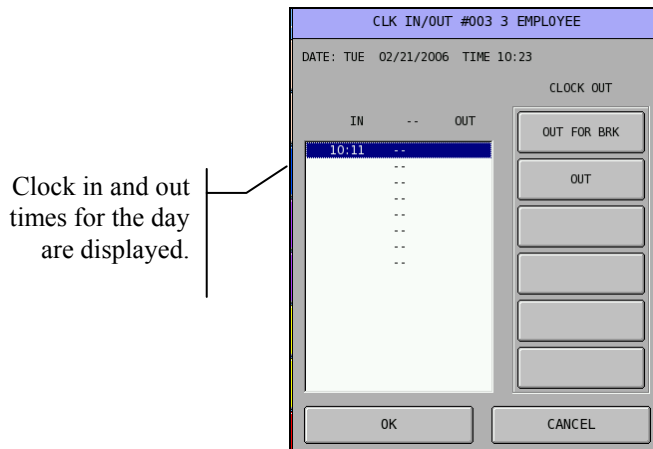 CLK IN/OUT #003 3 EMPLOYEE
DATE: TUE 02/21/2006 TIME 10:23
CLOCK OUT
IN -- OUT
OUT FOR BRK
10:11 --
--
OUT
--
--
--
--
--
OK
CANCEL
Clock in and out
times for the day
are displayed.